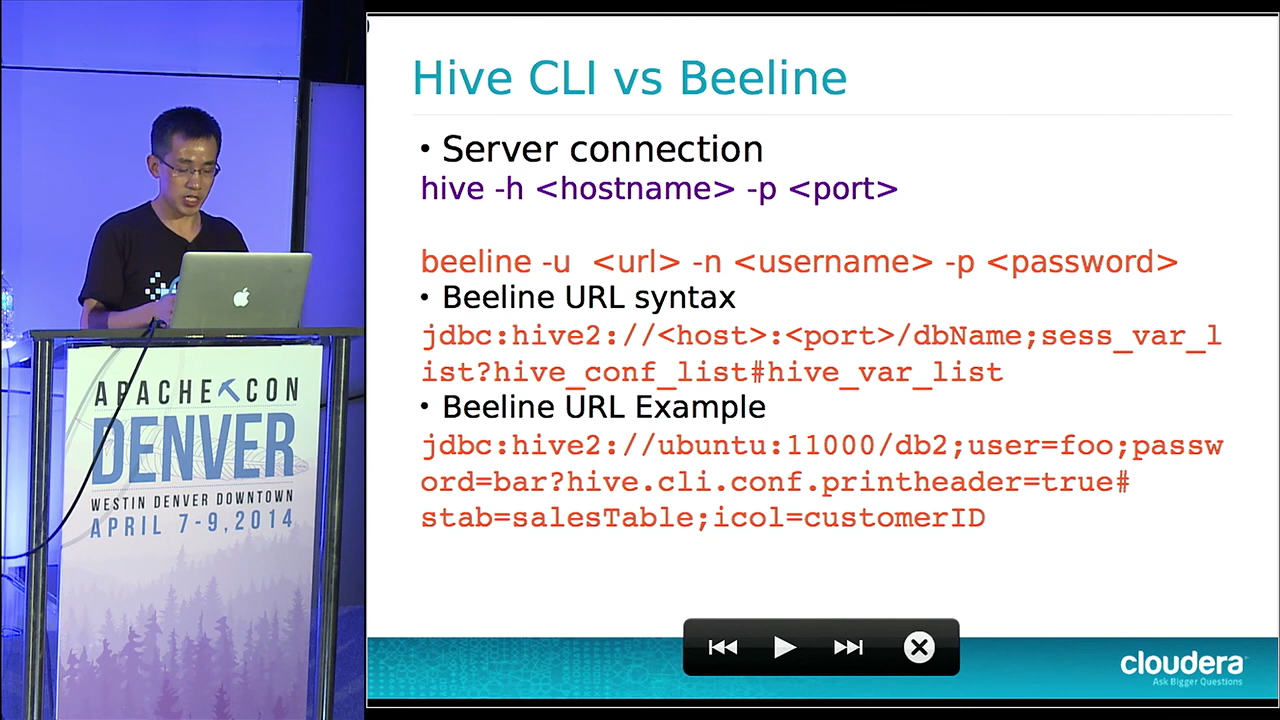 Hive CLI vs Beeline
• Server connection
hive -h <hostname> -p <port>
beeline -u <url> -n <username> -p <password>
• Beeline URL syntax
jdbc:hive2://<host>:<port>/dbName;sess_var_l
ist?hive_conf_list#hive_var_list
• Beeline URL Example
jdbc:hive2://ubuntu:11000/db2;user=foo;passw
ord=bar?hive.cli.conf.printheader=true#
stab=salesTable;icol=customerID
cloudera
Ask Bigger Questions
APACHE CON
DENVER
WESTIN DENVER DOWNTOWN
APRIL 7-9, 2014